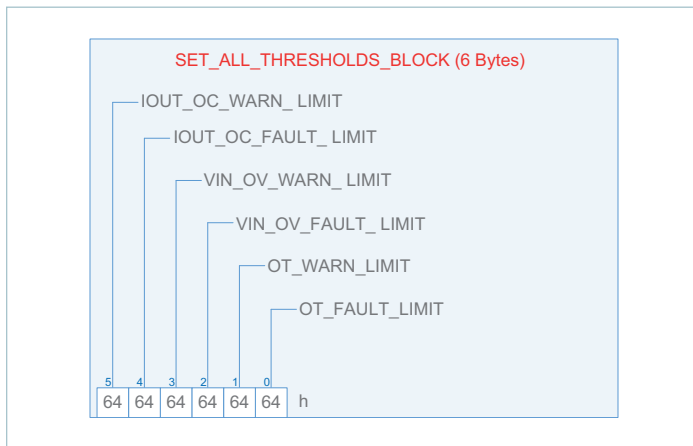 SET_ALL_THRESHOLDS_BLOCK (6 Bytes)
IOUT_OC_WARN_ LIMIT
IOUT_OC_FAULT_ LIMIT
VIN_OV_WARN_ LIMIT
VIN_OV_FAULT_ LIMIT
OT_WARN_LIMIT
OT_FAULT_LIMIT
5 4 3 2 1 0
64 64 64 64 64 64 h